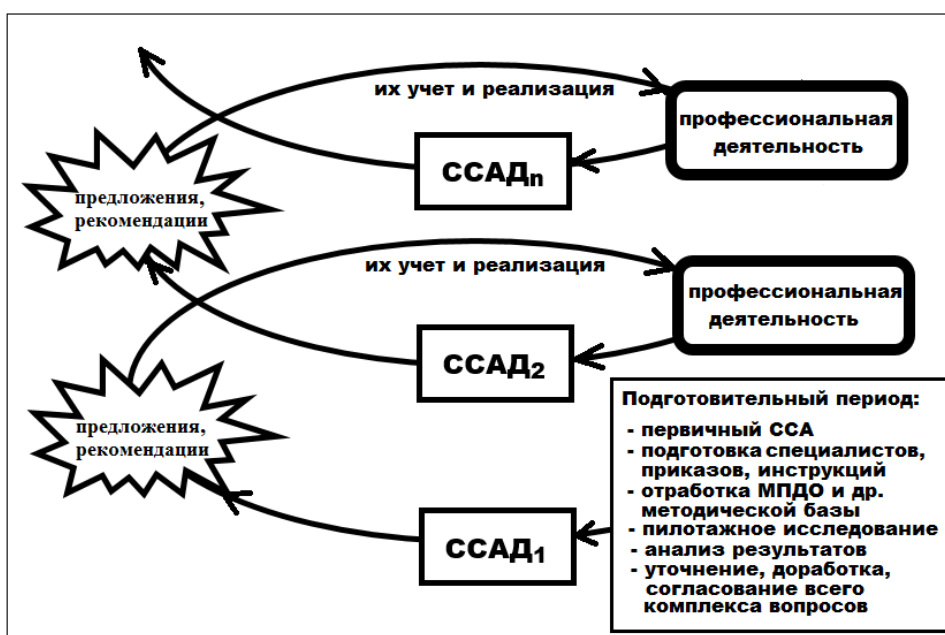 их учет и реализация
профессиональная
деятельность
ССАДn
предложения,
рекомендации
их учет и реализация
профессиональная
деятельность
ССАД2
предложения,
рекомендации
Подготовительный период:
- первичный ССА
- подготовка специалистов,
приказов, инструкций
- отработка МПДО и др.
методической базы
- пилотажное исследование
- анализ результатов
- уточнение, доработка,
согласование всего
комплекса вопросов
ССАД1